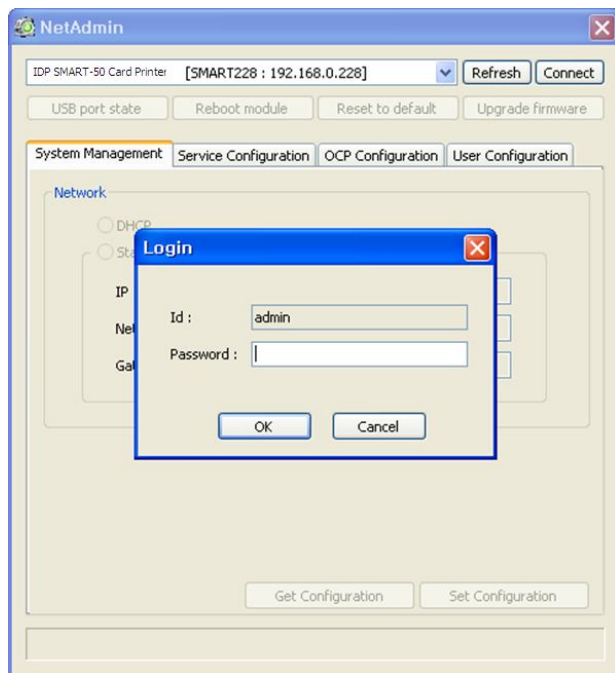 NetAdmin
IDP SMART-50 Card Printer [SMART228 : 192.168.0.228] Refresh Connect
USB port state Reboot module Reset to default Upgrade firmware
System Management Service Configuration OCP Configuration User Configuration
Network
DHCP
Login
IP
Id : admin
Password :
OK Cancel
Get Configuration Set Configuration